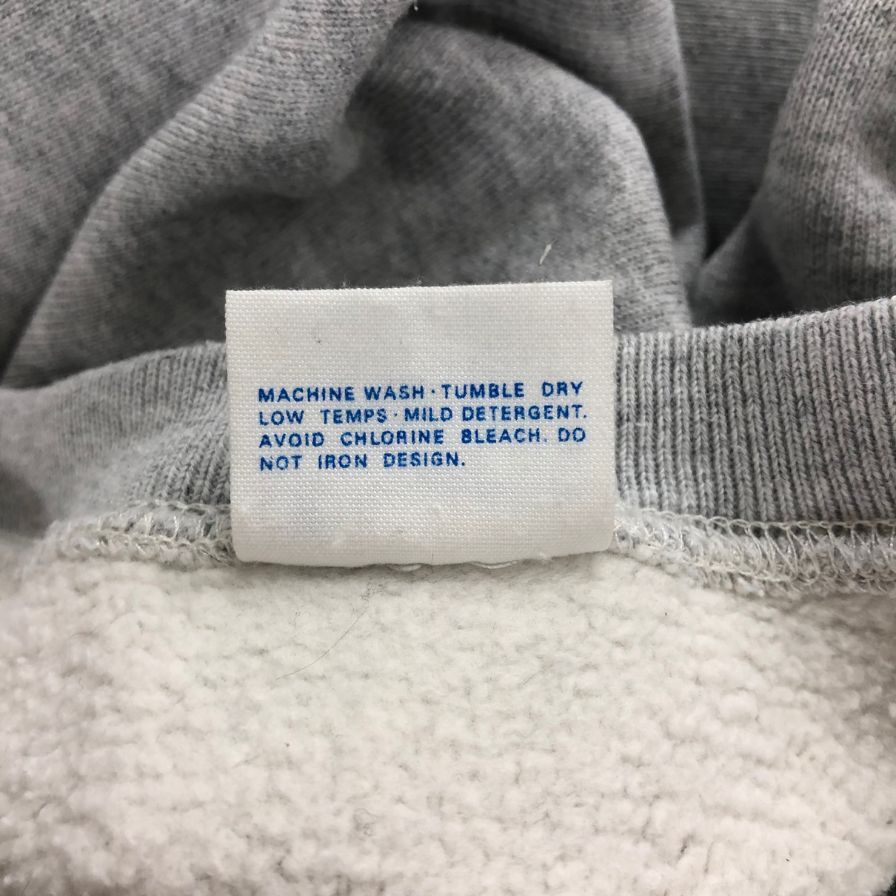 MACHINE WASH · TUMBLE DRY
LOW TEMPS · MILD DETERGENT.
AVOID CHLORINE BLEACH. DO
NOT IRON DESIGN.